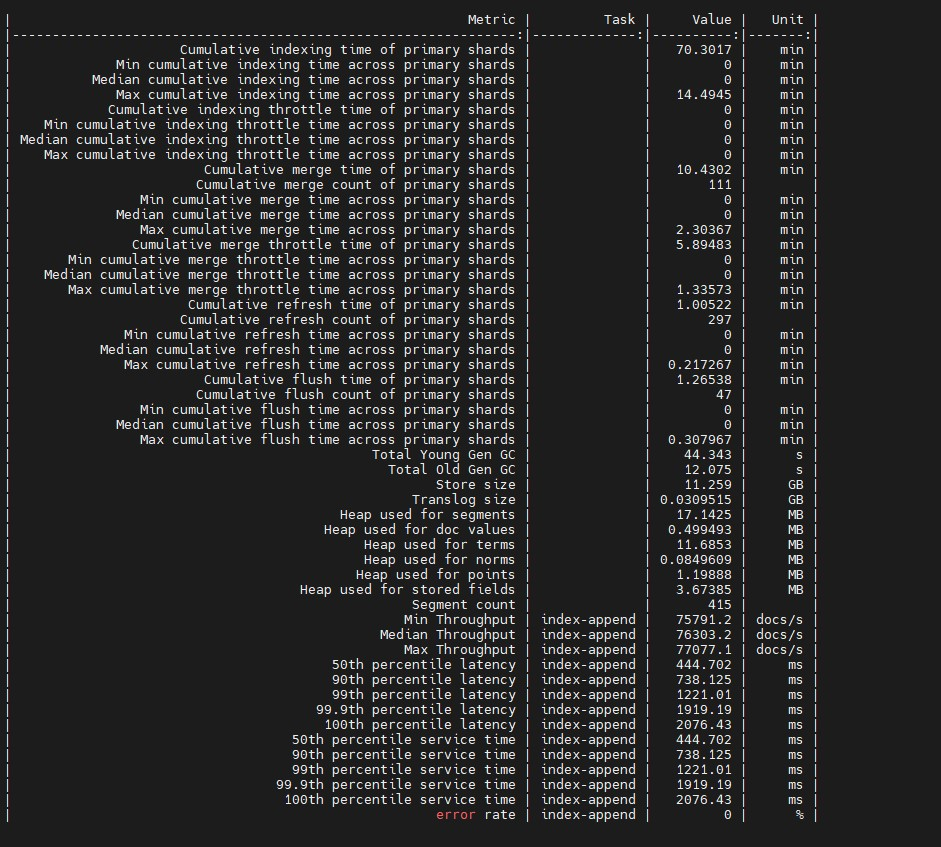 | Metric | Task | Value | Unit |
|---------------------------------------------------------------:|-------------:|----------:|-------:|
| Cumulative indexing time of primary shards | | 70.3017 | min |
| Min cumulative indexing time across primary shards | | 0 | min |
| Median cumulative indexing time across primary shards | | 0 | min |
| Max cumulative indexing time across primary shards | | 14.4945 | min |
| Cumulative indexing throttle time of primary shards | | 0 | min |
| Min cumulative indexing throttle time across primary shards | | 0 | min |
| Median cumulative indexing throttle time across primary shards | | 0 | min |
| Max cumulative indexing throttle time across primary shards | | 0 | min |
| Cumulative merge time of primary shards | | 10.4302 | min |
| Cumulative merge count of primary shards | | 111 | |
| Min cumulative merge time across primary shards | | 0 | min |
| Median cumulative merge time across primary shards | | 0 | min |
| Max cumulative merge time across primary shards | | 2.30367 | min |
| Cumulative merge throttle time of primary shards | | 5.89483 | min |
| Min cumulative merge throttle time across primary shards | | 0 | min |
| Median cumulative merge throttle time across primary shards | | 0 | min |
| Max cumulative merge throttle time across primary shards | | 1.33573 | min |
| Cumulative refresh time of primary shards | | 1.00522 | min |
| Cumulative refresh count of primary shards | | 297 | |
| Min cumulative refresh time across primary shards | | 0 | min |
| Median cumulative refresh time across primary shards | | 0 | min |
| Max cumulative refresh time across primary shards | | 0.217267 | min |
| Cumulative flush time of primary shards | | 1.26538 | min |
| Cumulative flush count of primary shards | | 47 | |
| Min cumulative flush time across primary shards | | 0 | min |
| Median cumulative flush time across primary shards | | 0 | min |
| Max cumulative flush time across primary shards | | 0.307967 | min |
| Total Young Gen GC | | 44.343 | s |
| Total Old Gen GC | | 12.075 | s |
| Store size | | 11.259 | GB |
| Translog size | | 0.0309515 | GB |
| Heap used for segments | | 17.1425 | MB |
| Heap used for doc values | | 0.499493 | MB |
| Heap used for terms | | 11.6853 | MB |
| Heap used for norms | | 0.0849609 | MB |
| Heap used for points | | 1.19888 | MB |
| Heap used for stored fields | | 3.67385 | MB |
| Segment count | | 415 | |
| Min Throughput | index-append | 75791.2 | docs/s |
| Median Throughput | index-append | 76303.2 | docs/s |
| Max Throughput | index-append | 77077.1 | docs/s |
| 50th percentile latency | index-append | 444.702 | ms |
| 90th percentile latency | index-append | 738.125 | ms |
| 99th percentile latency | index-append | 1221.01 | ms |
| 99.9th percentile latency | index-append | 1919.19 | ms |
| 100th percentile latency | index-append | 2076.43 | ms |
| 50th percentile service time | index-append | 444.702 | ms |
| 90th percentile service time | index-append | 738.125 | ms |
| 99th percentile service time | index-append | 1221.01 | ms |
| 99.9th percentile service time | index-append | 1919.19 | ms |
| 100th percentile service time | index-append | 2076.43 | ms |
| error rate | index-append | 0 | % |